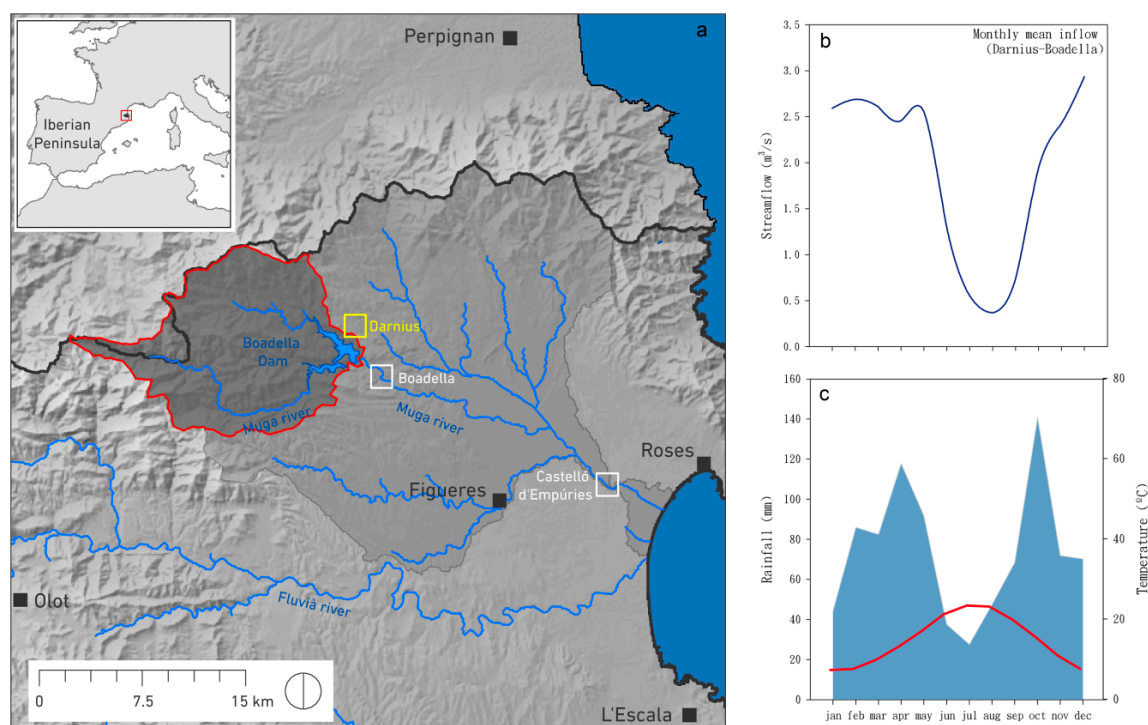 a
Perpignan
Iberian
Peninsula
Darnius
Boadella
Dam
Boadella
Muga river
Muga river
Roses
Castelló
d'Empúries
Figueres
Olot
Fluvià river
0
7.5
15 km
L'Escala
b
Monthly mean inflow
(Darnius-Boadella)
3.5
3.0
2.5
2.0
1.5
1.0
0.5
0.0
Streamflow (m³/s)
c
160
140
120
100
80
60
40
20
0
Rainfall (mm)
80
60
40
20
0
Temperature (ºC)
jan feb mar apr may jun jul aug sep oct nov dec